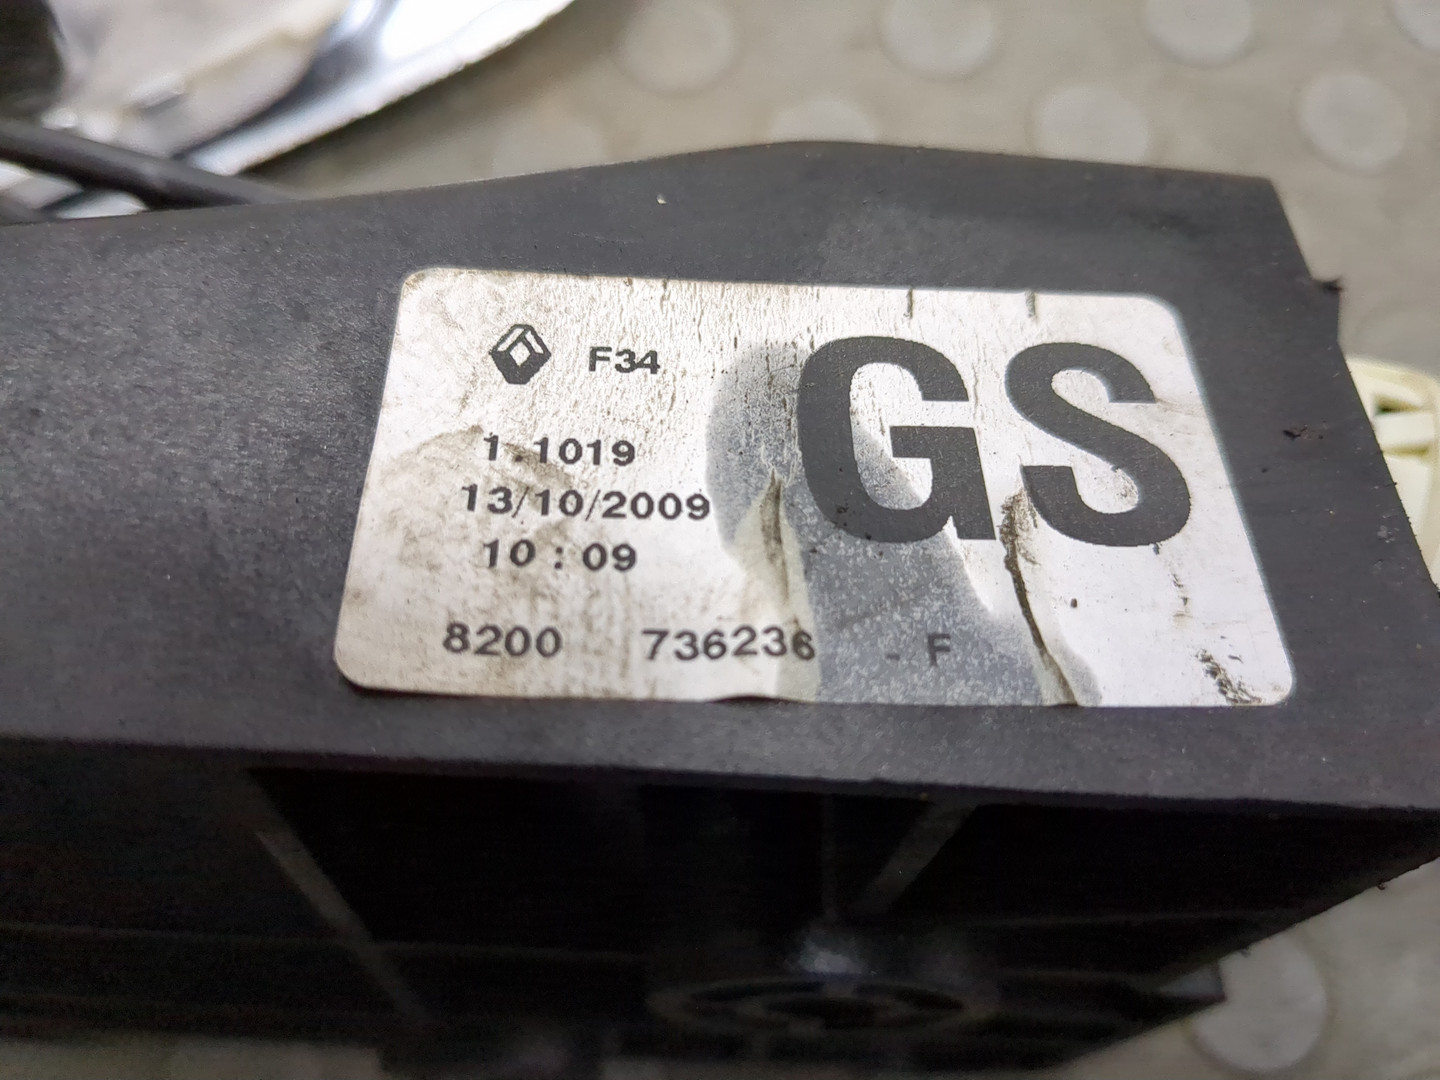 F34
GS
1.1019
13/10/2009
10 : 09
8200 736236 - F